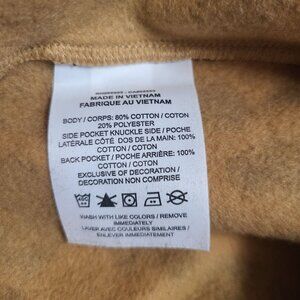 MADE IN VIETNAM
FABRIQUE AU VIETNAM
BODY / CORPS: 80% COTTON / COTON
20% POLYESTER
SIDE POCKET KNUCKLE SIDE / POCHE
LATERALE CÔTÉ DOS DE LA MAIN: 100%
COTTON / COTON
BACK POCKET / POCHE ARRIÈRE: 100%
COTTON / COTON
EXCLUSIVE OF DECORATION /
DECORATION NON COMPRISE
WASH WITH LIKE COLORS / REMOVE
IMMEDIATELY
LAVER AVEC COULEURS SIMILAIRES /
ENLEVER IMMEDIATEMENT